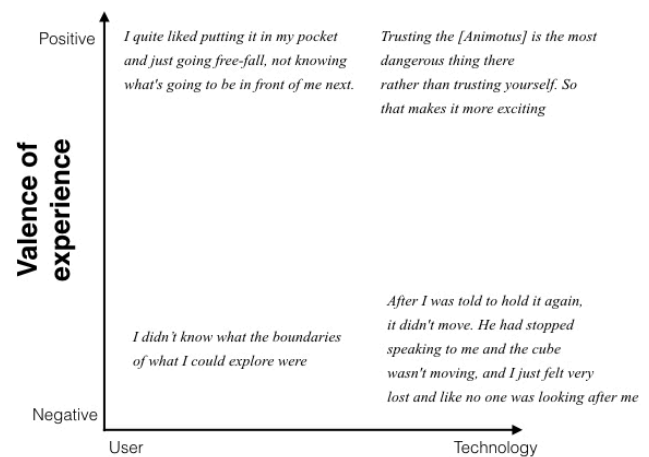 Positive
I quite liked putting it in my pocket
and just going free-fall, not knowing
what's going to be in front of me next.
Trusting the [Animotus] is the most
dangerous thing there
rather than trusting yourself. So
that makes it more exciting
Valence of
experience
I didn't know what the boundaries
of what I could explore were
After I was told to hold it again,
it didn't move. He had stopped
speaking to me and the cube
wasn't moving, and I just felt very
lost and like no one was looking after me
Negative
User
Technology